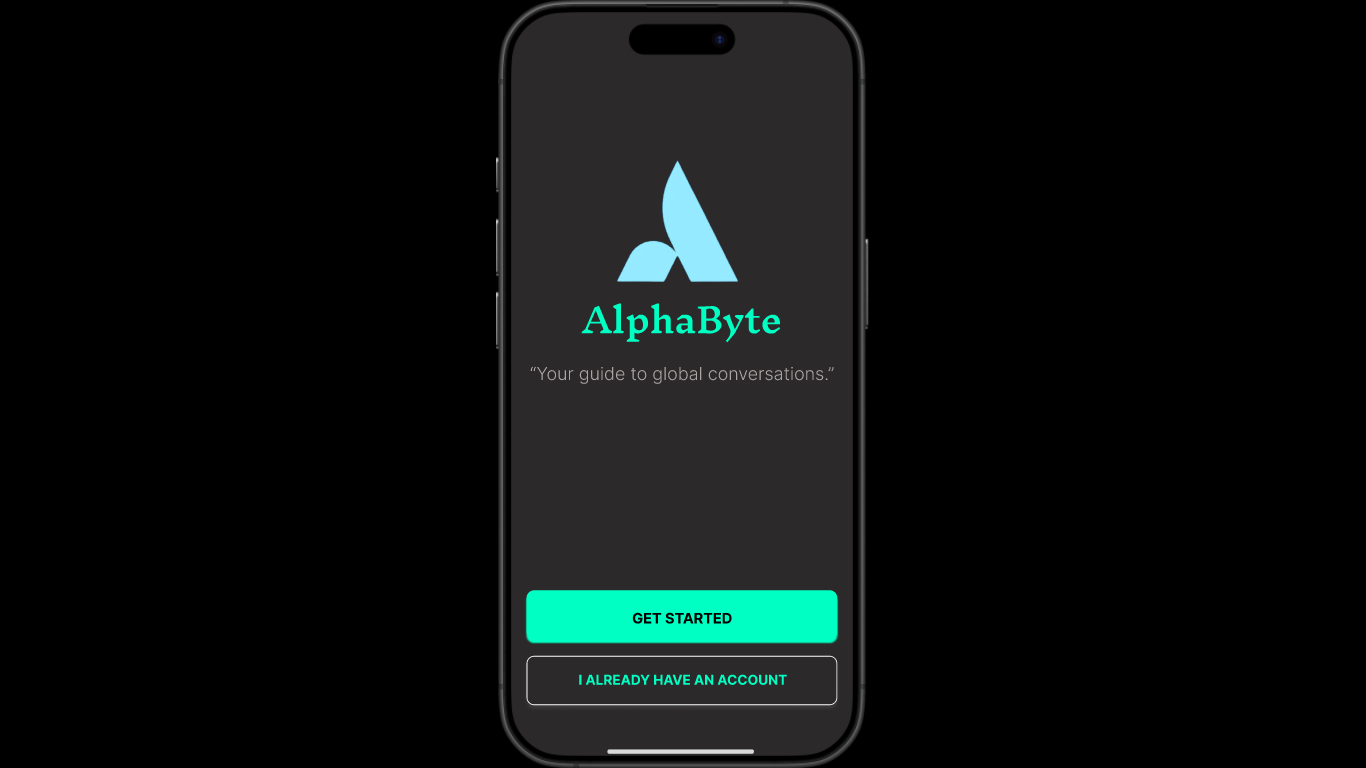 AlphaByte
“Your guide to global conversations.”
GET STARTED
I ALREADY HAVE AN ACCOUNT